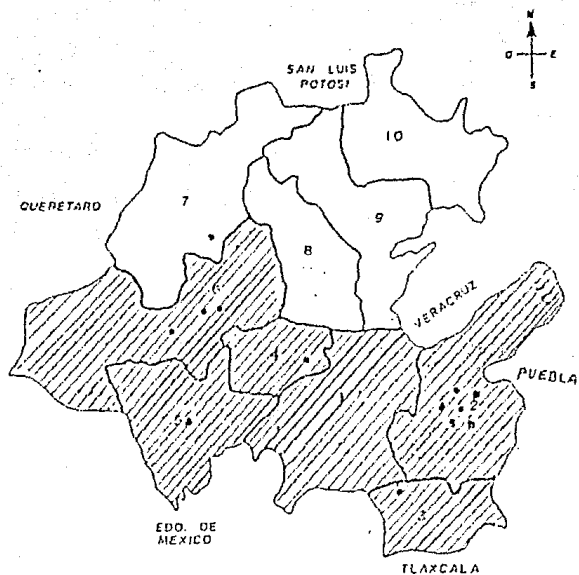 N
O E
S
SAN LUIS
POTOSI
10
QUERETARO
7
9
8
VERACRUZ
6
PUEBLA
4
1
2
5
3
EDO. DE
MEXICO
TLAXCALA